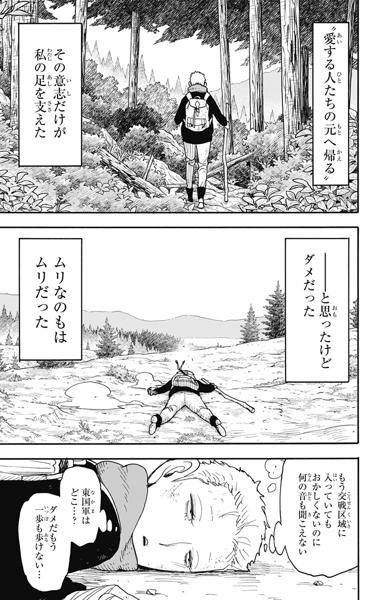 “愛する人たちの元へ帰る”
その意志だけが
私の足を支えた
――と思ったけど
ダメだった
ムリなのもは
ムリだった
もう交戦区域に
入っていても
おかしくないのに
何の音も聞こえない
東国軍は
どこ…？
ダメだもう
一歩も歩けない…